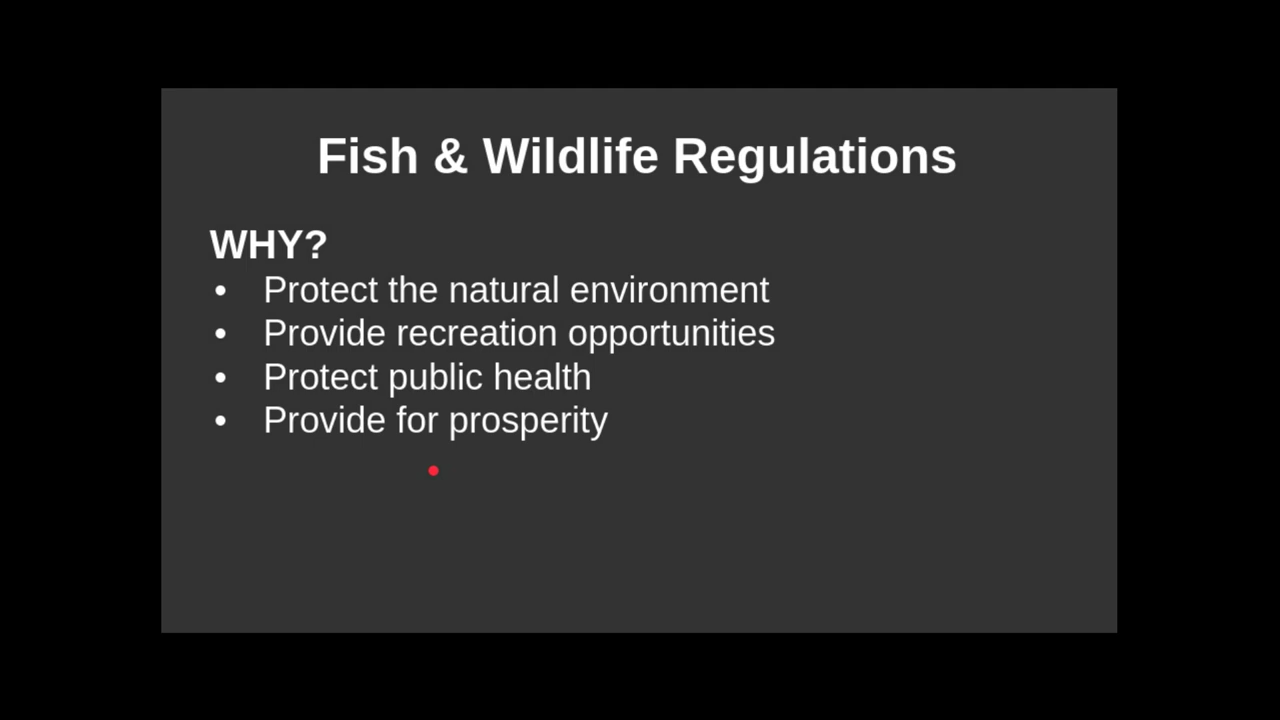 Fish & Wildlife Regulations
WHY?
• Protect the natural environment
• Provide recreation opportunities
• Protect public health
• Provide for prosperity